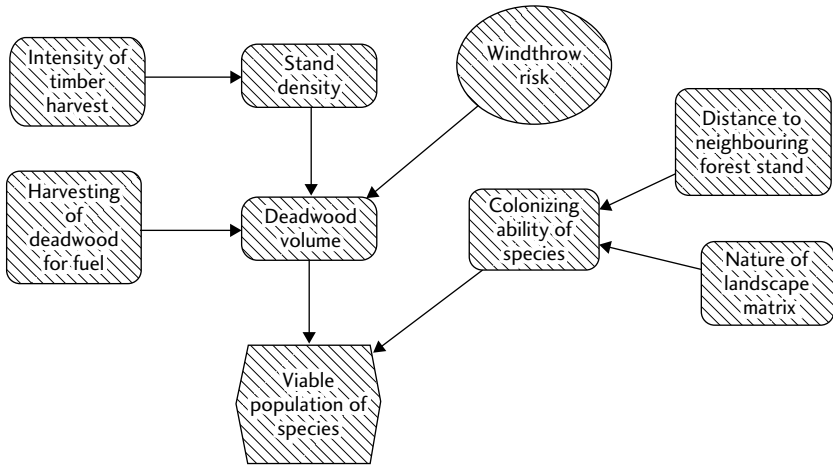 Intensity of
timber
harvest
Stand
density
Windthrow
risk
Distance to
neighbouring
forest stand
Harvesting
of
deadwood
for fuel
Deadwood
volume
Colonizing
ability of
species
Nature of
landscape
matrix
Viable
population of
species